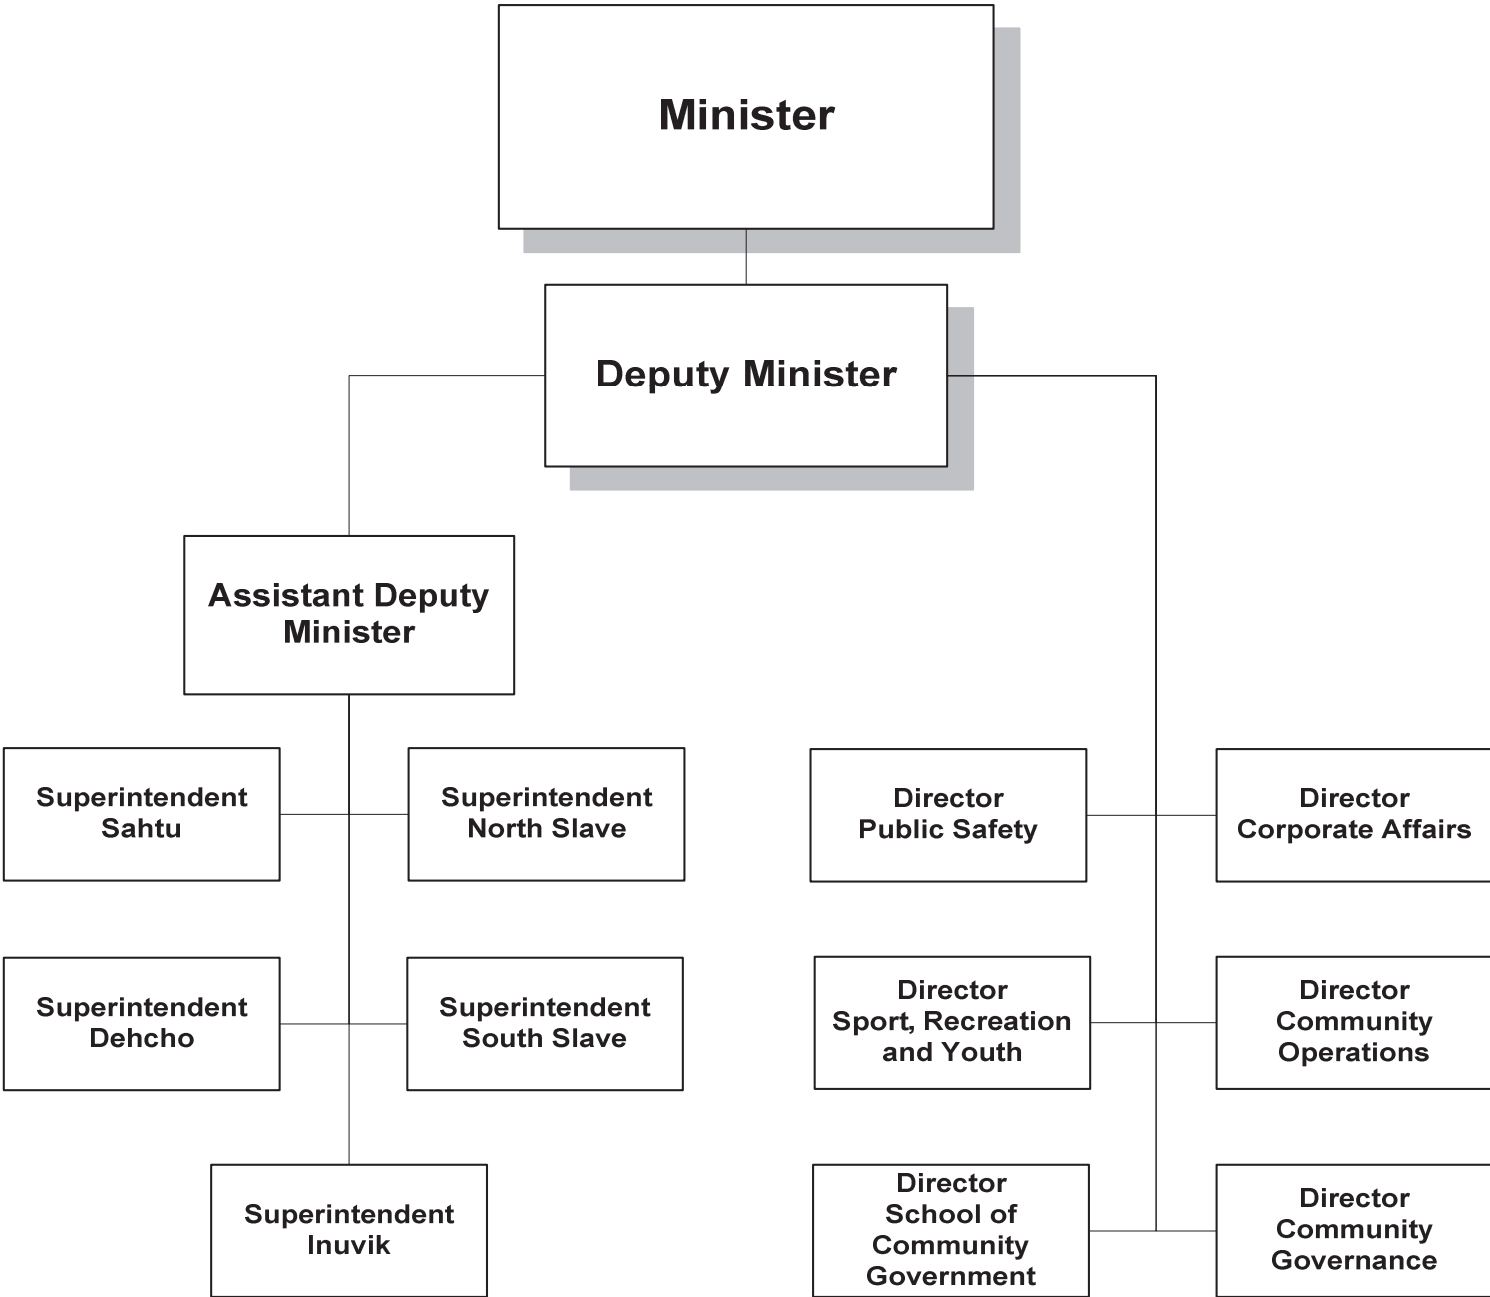 Minister
Deputy Minister
Assistant Deputy
Minister
Superintendent
Sahtu
Superintendent
North Slave
Director
Public Safety
Director
Corporate Affairs
Superintendent
Dehcho
Superintendent
South Slave
Director
Sport, Recreation
and Youth
Director
Community
Operations
Superintendent
Inuvik
Director
School of
Community
Government
Director
Community
Governance